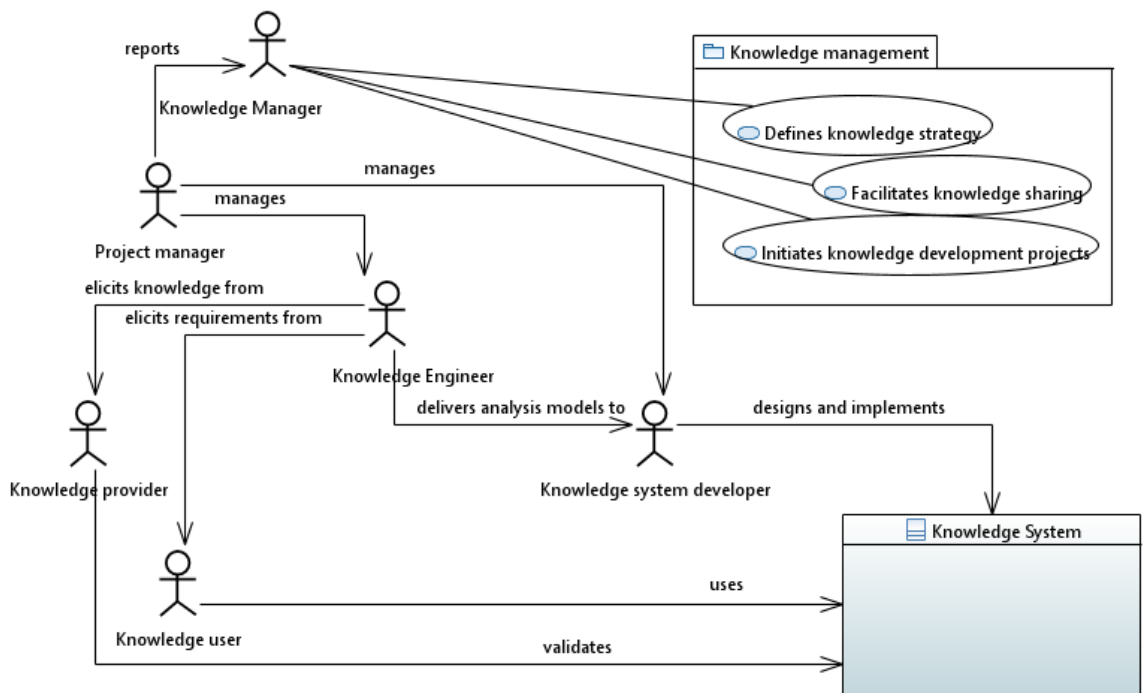 reports
Knowledge Manager
Knowledge management
Defines knowledge strategy
Facilitates knowledge sharing
Initiates knowledge development projects
manages
manages
Project manager
elicits knowledge from
elicits requirements from
Knowledge Engineer
delivers analysis models to
designs and implements
Knowledge provider
Knowledge system developer
Knowledge System
uses
Knowledge user
validates